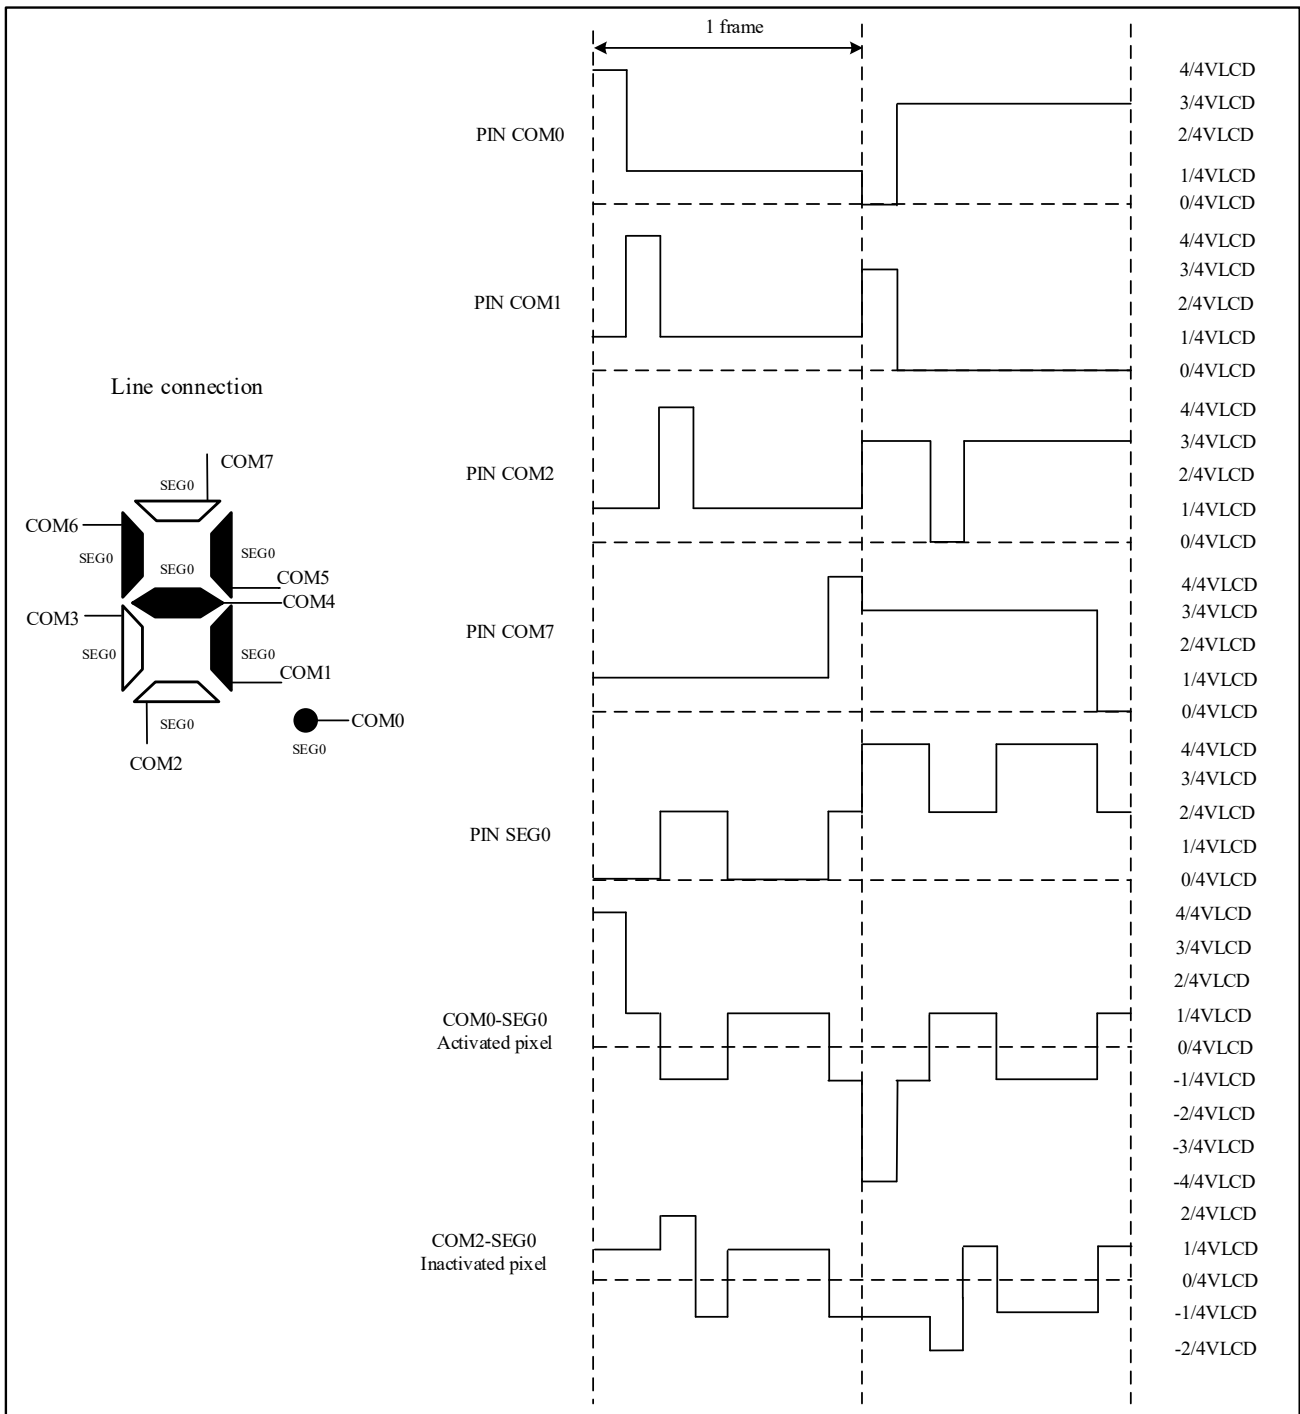 1 frame
PIN COM0
4/4VLCD
3/4VLCD
2/4VLCD
1/4VLCD
0/4VLCD
PIN COM1
4/4VLCD
3/4VLCD
2/4VLCD
1/4VLCD
0/4VLCD
Line connection
COM7
SEG0
COM6
SEG0
SEG0
SEG0
COM5
COM4
COM3
SEG0
SEG0
COM1
SEG0
COM0
SEG0
COM2
PIN COM2
4/4VLCD
3/4VLCD
2/4VLCD
1/4VLCD
0/4VLCD
PIN COM7
4/4VLCD
3/4VLCD
2/4VLCD
1/4VLCD
0/4VLCD
PIN SEG0
4/4VLCD
3/4VLCD
2/4VLCD
1/4VLCD
0/4VLCD
COM0-SEG0
Activated pixel
4/4VLCD
3/4VLCD
2/4VLCD
1/4VLCD
0/4VLCD
-1/4VLCD
-2/4VLCD
-3/4VLCD
-4/4VLCD
COM2-SEG0
Inactivated pixel
2/4VLCD
1/4VLCD
0/4VLCD
-1/4VLCD
-2/4VLCD